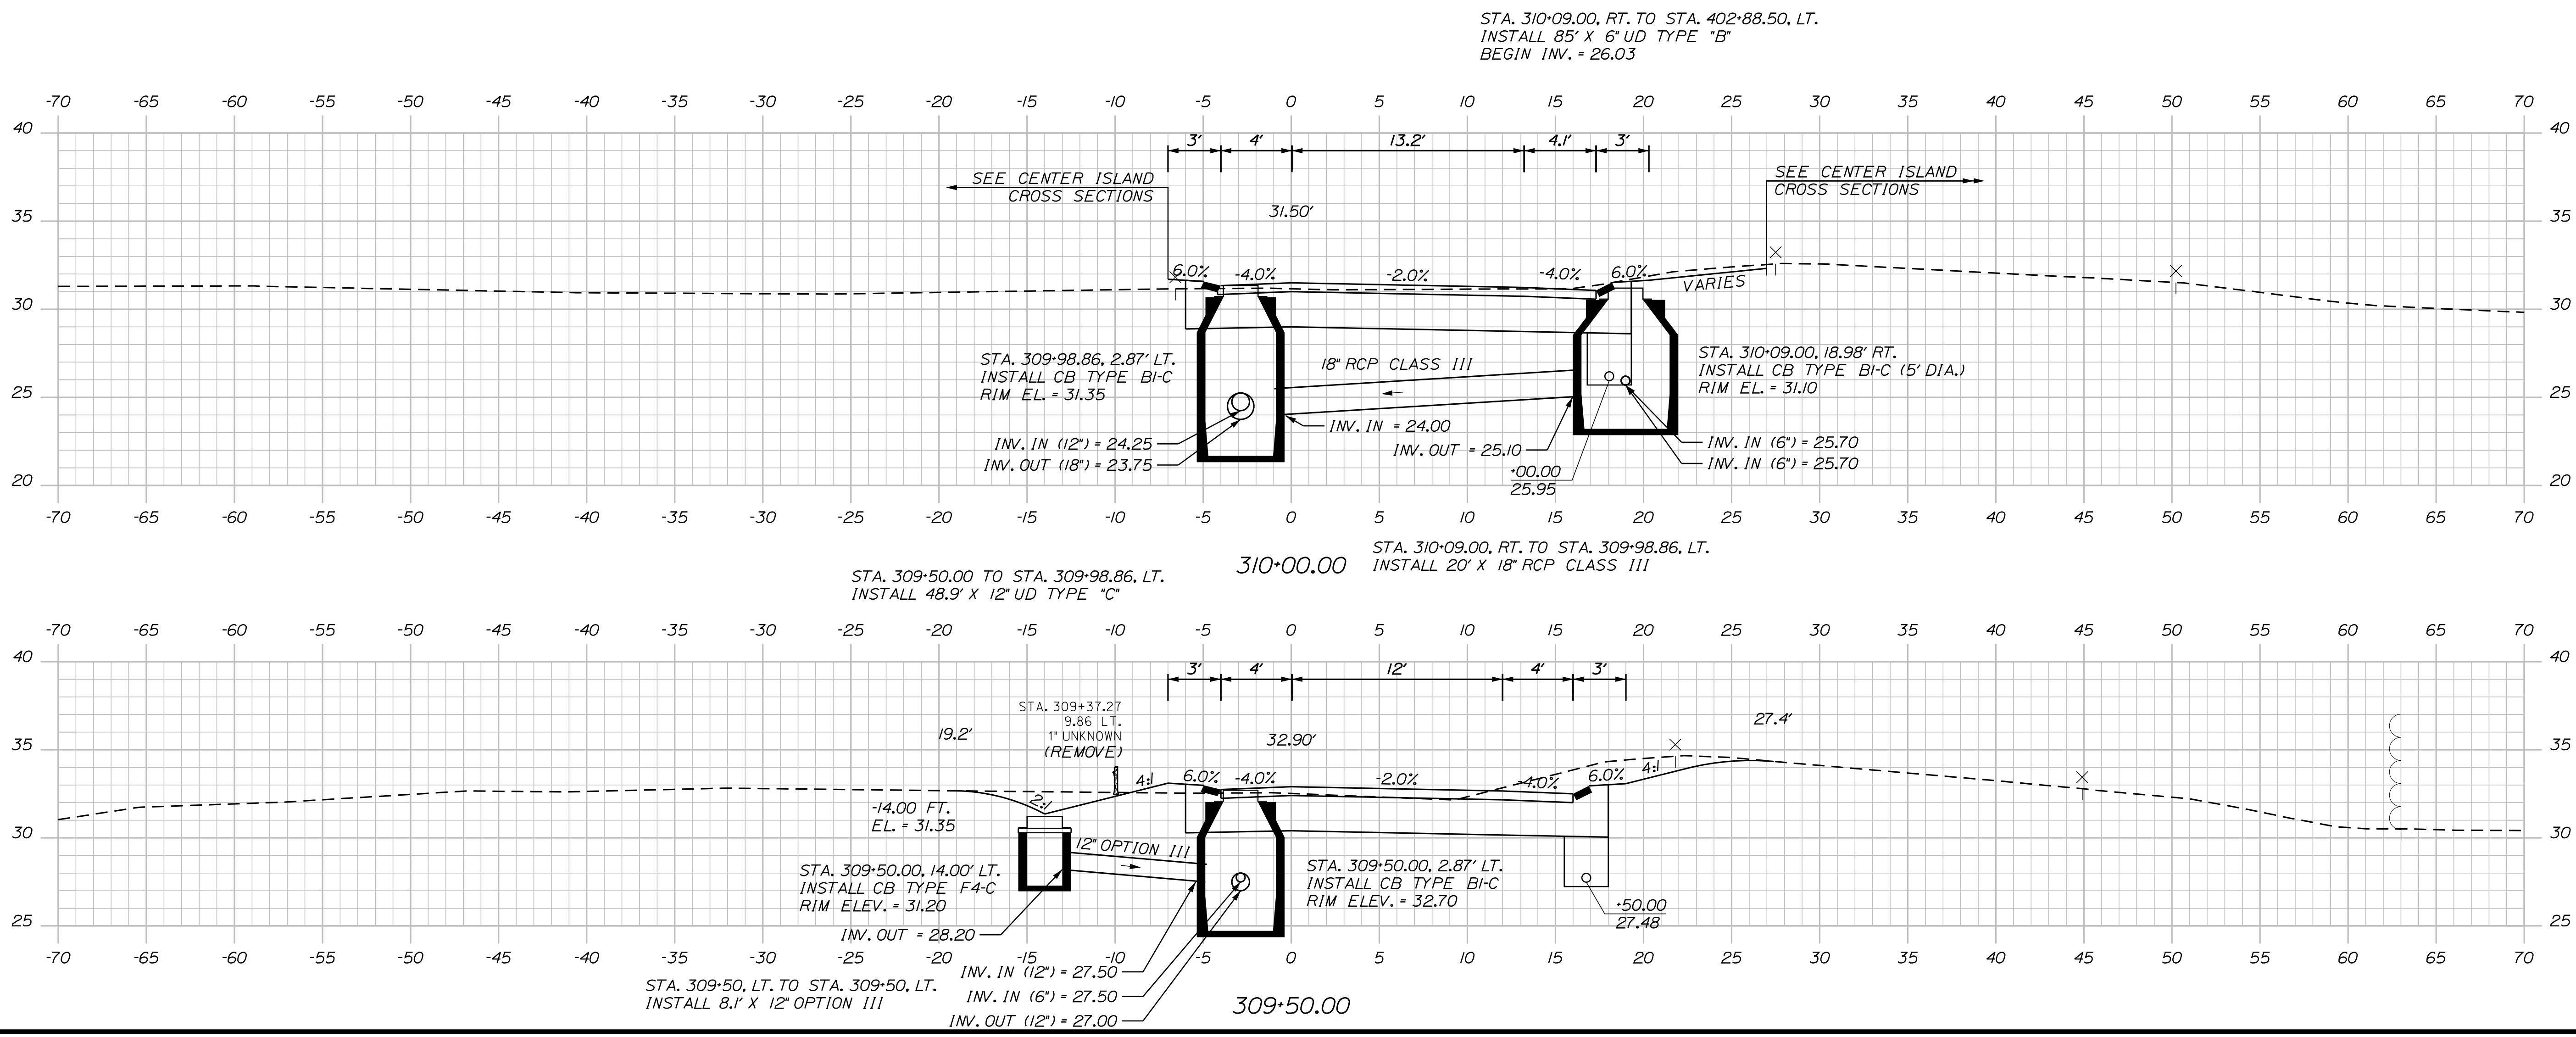 STA. 310+09.00, RT. TO STA. 402+88.50, LT.
INSTALL 85' X 6" UD TYPE "B"
BEGIN INV. = 26.03
-70 -65 -60 -55 -50 -45 -40 -35 -30 -25 -20 -15 -10 -5 0 5 10 15 20 25 30 35 40 45 50 55 60 65 70
40 40
3' 4' 13.2' 4.1' 3'
SEE CENTER ISLAND
CROSS SECTIONS
SEE CENTER ISLAND
CROSS SECTIONS
35 35
31.50'
6.0% -4.0% -2.0% -4.0% 6.0%
VARIES
30 30
STA. 309+98.86, 2.87' LT.
INSTALL CB TYPE B1-C
RIM EL. = 31.35
18" RCP CLASS III
STA. 310+09.00, 18.98' RT.
INSTALL CB TYPE B1-C (5' DIA.)
RIM EL. = 31.10
25 25
INV. IN (12") = 24.25
INV. OUT (18") = 23.75
INV. IN = 24.00
INV. OUT = 25.10
+00.00
25.95
INV. IN (6") = 25.70
INV. IN (6") = 25.70
20 20
-70 -65 -60 -55 -50 -45 -40 -35 -30 -25 -20 -15 -10 -5 0 5 10 15 20 25 30 35 40 45 50 55 60 65 70
310+00.00
STA. 310+09.00, RT. TO STA. 309+98.86, LT.
INSTALL 20' X 18" RCP CLASS III
STA. 309+50.00 TO STA. 309+98.86, LT.
INSTALL 48.9' X 12" UD TYPE "C"
-70 -65 -60 -55 -50 -45 -40 -35 -30 -25 -20 -15 -10 -5 0 5 10 15 20 25 30 35 40 45 50 55 60 65 70
40 40
3' 4' 12' 4' 3'
STA. 309+37.27
9.86 LT.
1" UNKNOWN
(REMOVE)
19.2'
32.90'
27.4'
35 35
4:1 6.0% -4.0% -2.0% -4.0% 6.0% 4:1
2:1
-14.00 FT.
EL. = 31.35
30 30
12" OPTION III
STA. 309+50.00, 14.00' LT.
INSTALL CB TYPE F4-C
RIM ELEV. = 31.20
INV. OUT = 28.20
STA. 309+50.00, 2.87' LT.
INSTALL CB TYPE B1-C
RIM ELEV. = 32.70
+50.00
27.48
25 25
-70 -65 -60 -55 -50 -45 -40 -35 -30 -25 -20 -15 -10 -5 0 5 10 15 20 25 30 35 40 45 50 55 60 65 70
INV. IN (12") = 27.50
INV. IN (6") = 27.50
INV. OUT (12") = 27.00
STA. 309+50, LT. TO STA. 309+50, LT.
INSTALL 8.1' X 12" OPTION III
309+50.00